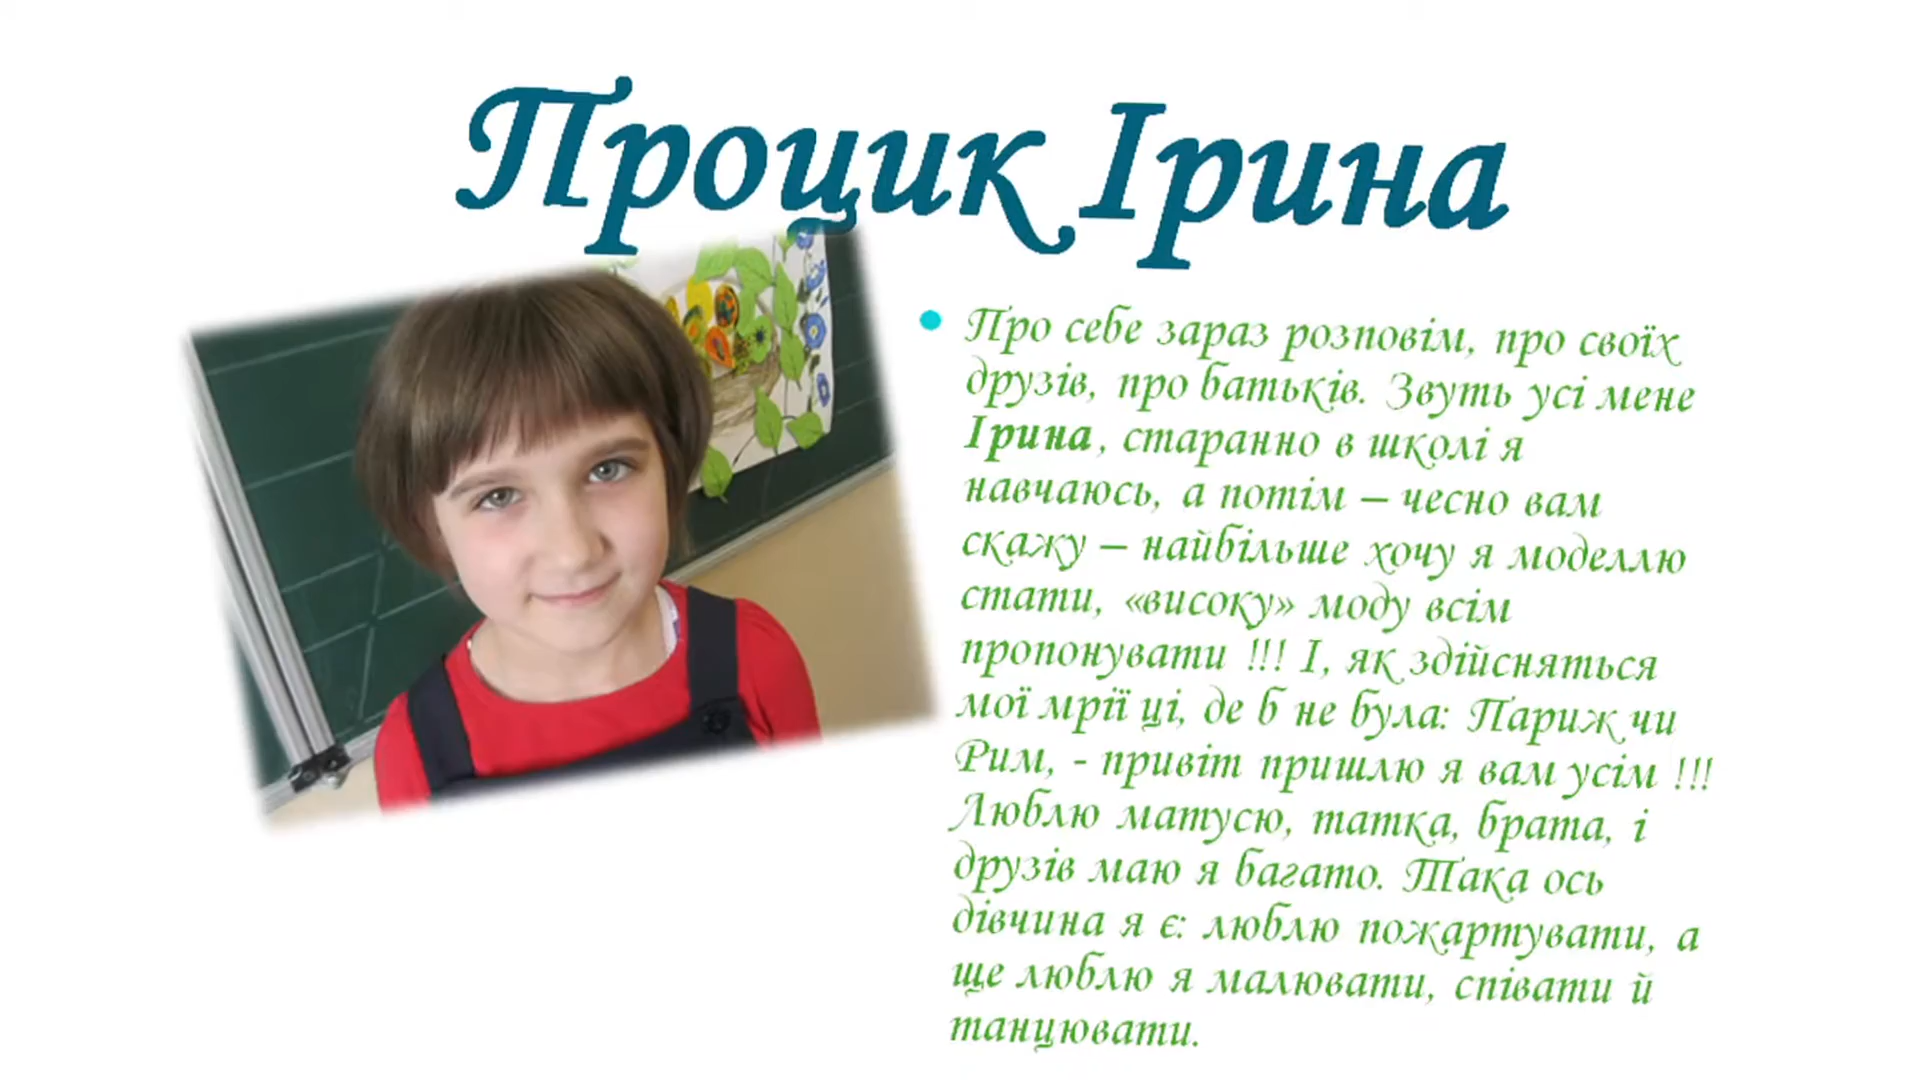 Процик Ірина
Про себе зараз розповім, про своїх
друзів, про батьків. Звуть усі мене
Ірина, старанно в школі я
навчаюсь, а потім – чесно вам
скажу – найбільше хочу я моделлю
стати, «високу» моду всім
пропонувати !!! І, як здійсняться
мої мрії ці, де б не була: Париж чи
Рим, - привіт пришлю я вам усім !!!
Люблю матусю, татка, брата, і
друзів маю я багато. Така ось
дівчина я є: люблю пожартувати, а
ще люблю я малювати, співати й
танцювати.